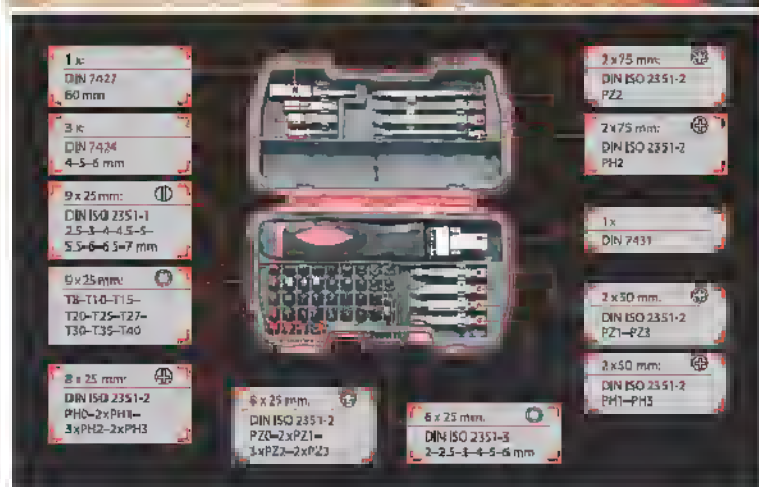 1 x:
DIN 7427
60 mm
3 x:
DIN 7424
4–5–6 mm
9 x 25 mm:
DIN ISO 2351-1
2.5–3–4–4.5–5–
5.5–6–6.5–7 mm
9 x 25 mm:
T8–T10–T15–
T20–T25–T27–
T30–T35–T40
8 x 25 mm:
DIN ISO 2351-2
PH0–2xPH1–
3xPH2–2xPH3
8 x 25 mm:
DIN ISO 2351-2
PZ0–2xPZ1–
3xPZ2–2xPZ3
6 x 25 mm:
DIN ISO 2351-3
2–2.5–3–4–5–6 mm
2 x 75 mm:
DIN ISO 2351-2
PZ2
2 x 75 mm:
DIN ISO 2351-2
PH2
1 x
DIN 7431
2 x 50 mm:
DIN ISO 2351-2
PZ1–PZ3
2 x 50 mm:
DIN ISO 2351-2
PH1–PH3